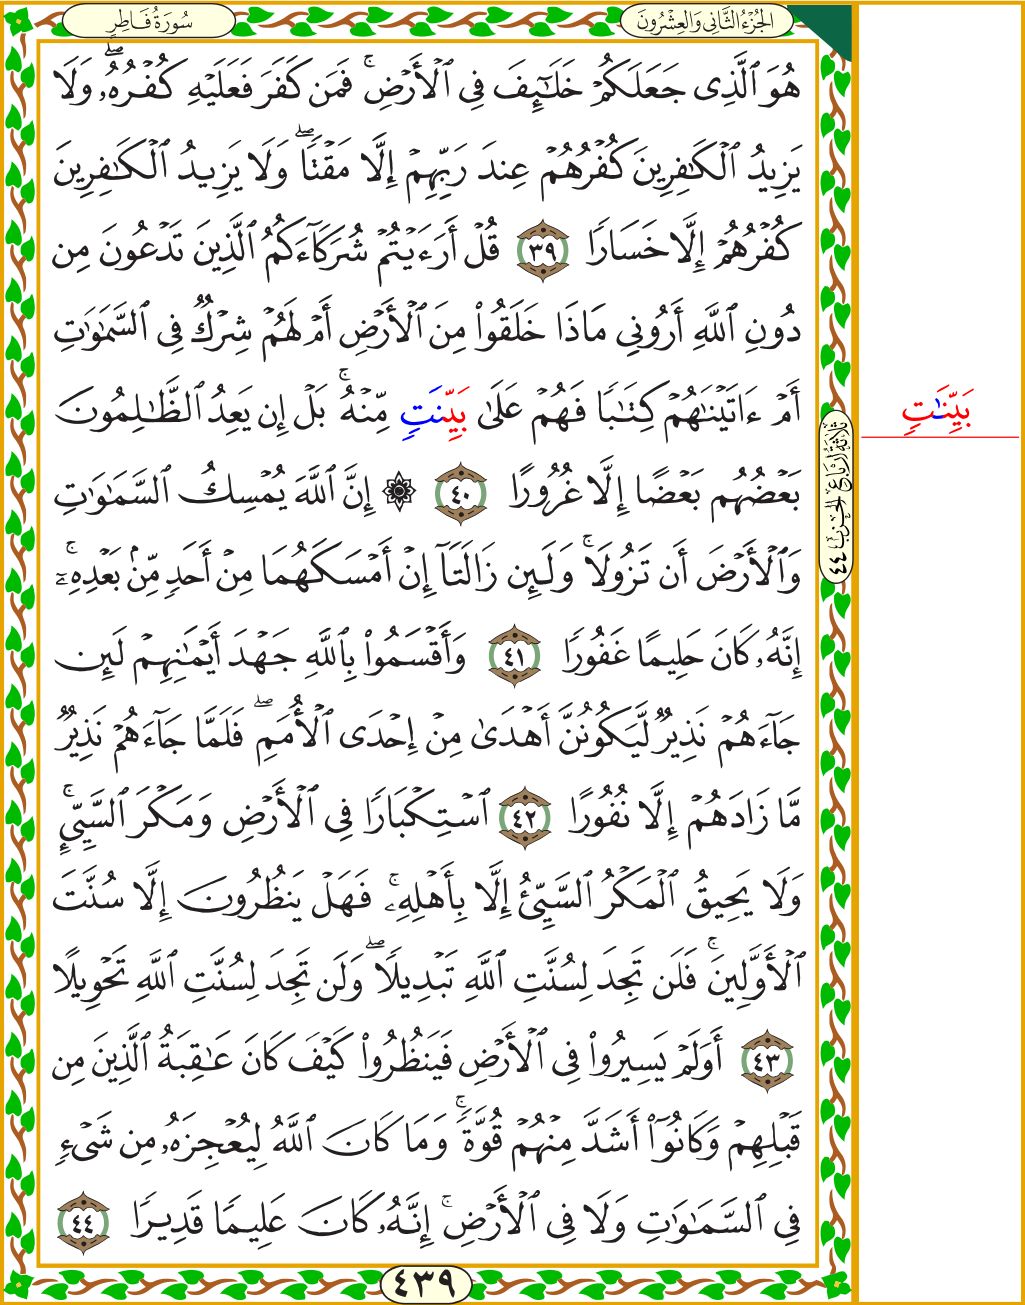 الجُزْءُ الثَّانِي وَالعِشْرُونَ
سُورَةُ فَاطِرٍ
هُوَ ٱلَّذِى جَعَلَكُمْ خَلَـٰٓئِفَ فِى ٱلْأَرْضِ ۚ فَمَن كَفَرَ فَعَلَيْهِ كُفْرُهُۥ ۖ وَلَا
يَزِيدُ ٱلْكَـٰفِرِينَ كُفْرُهُمْ عِندَ رَبِّهِمْ إِلَّا مَقْتًا ۖ وَلَا يَزِيدُ ٱلْكَـٰفِرِينَ
كُفْرُهُمْ إِلَّا خَسَارًا ٣٩ قُلْ أَرَءَيْتُمْ شُرَكَآءَكُمُ ٱلَّذِينَ تَدْعُونَ مِن
دُونِ ٱللَّهِ أَرُونِي مَاذَا خَلَقُوا۟ مِنَ ٱلْأَرْضِ أَمْ لَهُمْ شِرْكٌ فِى ٱلسَّمَـٰوَٰتِ
أَمْ ءَاتَيْنَـٰهُمْ كِتَـٰبًا فَهُمْ عَلَىٰ بَيِّنَتٍ مِّنْهُ ۚ بَلْ إِن يَعِدُ ٱلظَّـٰلِمُونَ
بَعْضُهُم بَعْضًا إِلَّا غُرُورًا ٤٠ ۞ إِنَّ ٱللَّهَ يُمْسِكُ ٱلسَّمَـٰوَٰتِ
وَٱلْأَرْضَ أَن تَزُولَا ۚ وَلَئِن زَالَتَآ إِنْ أَمْسَكَهُمَا مِنْ أَحَدٍ مِّنۢ بَعْدِهِۦٓ ۚ
إِنَّهُۥ كَانَ حَلِيمًا غَفُورًا ٤١ وَأَقْسَمُوا۟ بِٱللَّهِ جَهْدَ أَيْمَـٰنِهِمْ لَئِن
جَآءَهُمْ نَذِيرٌ لَّيَكُونُنَّ أَهْدَىٰ مِنْ إِحْدَى ٱلْأُمَمِ ۖ فَلَمَّا جَآءَهُمْ نَذِيرٌ
مَّا زَادَهُمْ إِلَّا نُفُورًا ٤٢ ٱسْتِكْبَارًا فِى ٱلْأَرْضِ وَمَكْرَ ٱلسَّيِّئِ ۚ
وَلَا يَحِيقُ ٱلْمَكْرُ ٱلسَّيِّئُ إِلَّا بِأَهْلِهِۦ ۚ فَهَلْ يَنظُرُونَ إِلَّا سُنَّتَ
ٱلْأَوَّلِينَ ۚ فَلَن تَجِدَ لِسُنَّتِ ٱللَّهِ تَبْدِيلًا ۖ وَلَن تَجِدَ لِسُنَّتِ ٱللَّهِ تَحْوِيلًا
٤٣ أَوَلَمْ يَسِيرُوا۟ فِى ٱلْأَرْضِ فَيَنظُرُوا۟ كَيْفَ كَانَ عَـٰقِبَةُ ٱلَّذِينَ مِن
قَبْلِهِمْ وَكَانُوٓا۟ أَشَدَّ مِنْهُمْ قُوَّةً ۚ وَمَا كَانَ ٱللَّهُ لِيُعْجِزَهُۥ مِن شَىْءٍ
فِى ٱلسَّمَـٰوَٰتِ وَلَا فِى ٱلْأَرْضِ ۚ إِنَّهُۥ كَانَ عَلِيمًا قَدِيرًا ٤٤
٤٣٩
بَيِّنَـٰتٍ
ثلاثة أرباع الحزب ٤٤